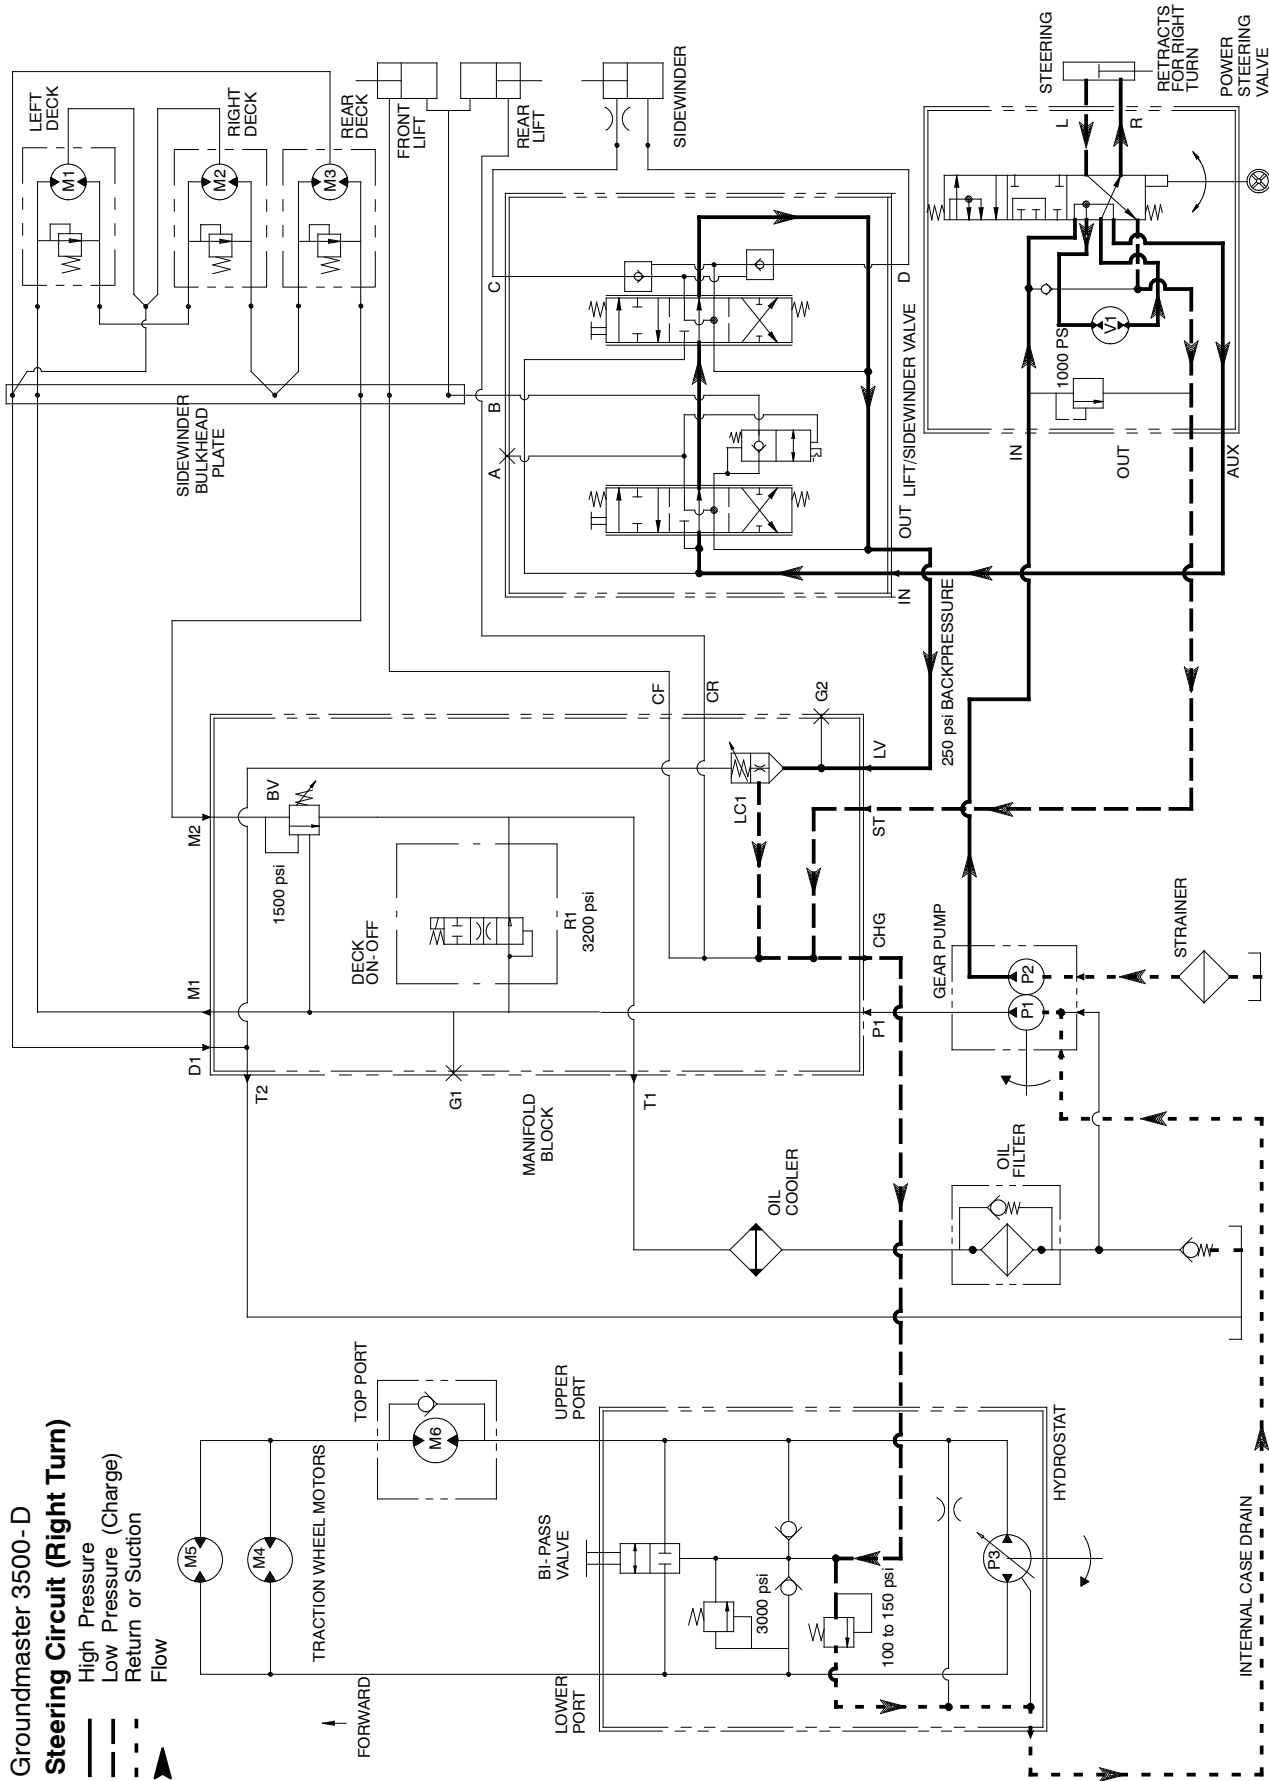 Groundmaster 3500-D
Steering Circuit (Right Turn)
High Pressure
Low Pressure (Charge)
Return or Suction
Flow
FORWARD
TRACTION WHEEL MOTORS
M5
M4
M6
TOP PORT
UPPER
PORT
LOWER
PORT
BI-PASS
VALVE
3000 psi
100 to 150 psi
P3
HYDROSTAT
INTERNAL CASE DRAIN
OIL
COOLER
OIL
FILTER
MANIFOLD
BLOCK
D1
T2
G1
T1
M1
M2
BV
1500 psi
DECK
ON-OFF
R1
3200 psi
LC1
CF
CR
G2
LV
ST
CHG
P1
250 psi BACKPRESSURE
GEAR PUMP
P1
P2
STRAINER
SIDEWINDER
BULKHEAD
PLATE
LEFT
DECK
M1
RIGHT
DECK
M2
REAR
DECK
M3
FRONT
LIFT
REAR
LIFT
SIDEWINDER
A
B
C
D
IN
OUT
LIFT/SIDEWINDER VALVE
STEERING
RETRACTS
FOR RIGHT
TURN
POWER
STEERING
VALVE
L
R
V1
1000 PS
IN
OUT
AUX